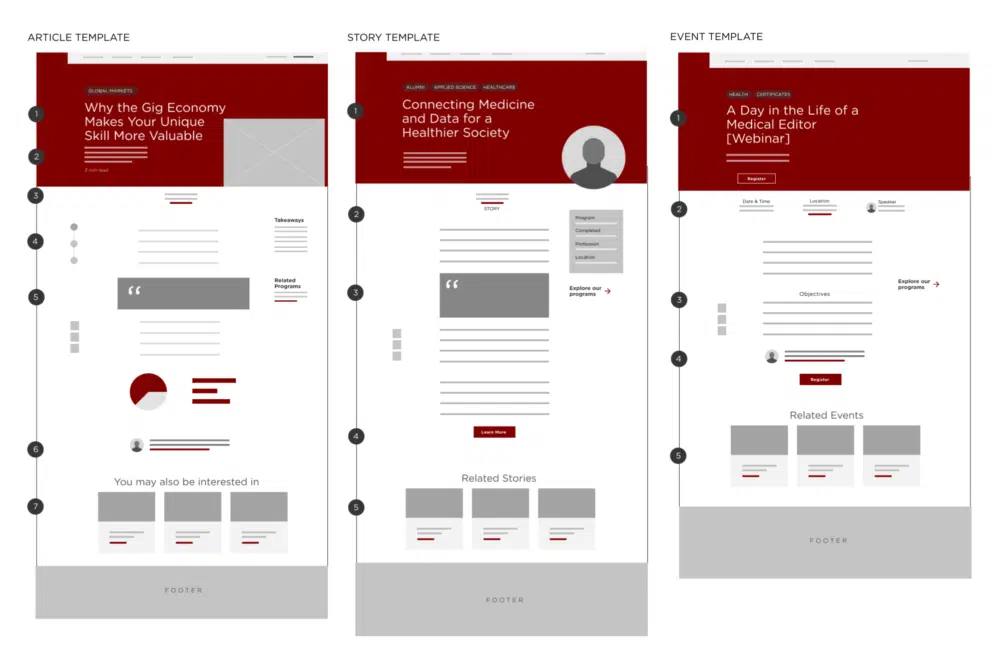 ARTICLE TEMPLATE
1
GLOBAL MARKETS
Why the Gig Economy
Makes Your Unique
Skill More Valuable
2
2 min read
3
Takeaways
4
Related
Programs
5
“
6
You may also be interested in
7
FOOTER
STORY TEMPLATE
1
ALUMNI APPLIED SCIENCE HEALTHCARE
Connecting Medicine
and Data for a
Healthier Society
2
STORY
Program
Completed
Profession
Location
3
“
Explore our
programs
4
Learn More
Related Stories
5
FOOTER
EVENT TEMPLATE
1
HEALTH CERTIFICATES
A Day in the Life of a
Medical Editor
[Webinar]
Register
2
Date & Time
Location
Speaker
Explore our
programs
3
Objectives
4
Register
Related Events
5
FOOTER